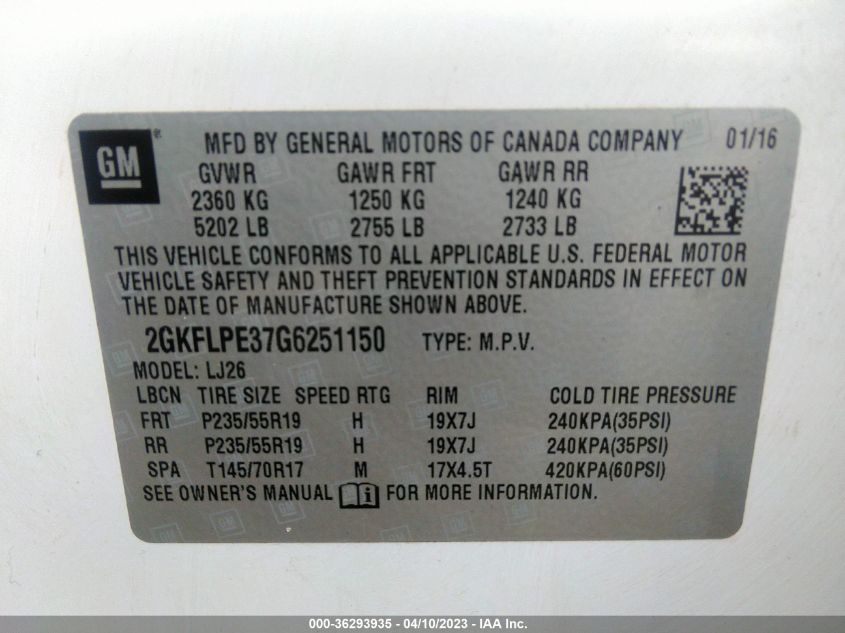 GM ® MFD BY GENERAL MOTORS OF CANADA COMPANY 01/16
GVWR GAWR FRT GAWR RR
2360 KG 1250 KG 1240 KG
5202 LB 2755 LB 2733 LB
THIS VEHICLE CONFORMS TO ALL APPLICABLE U.S. FEDERAL MOTOR
VEHICLE SAFETY AND THEFT PREVENTION STANDARDS IN EFFECT ON
THE DATE OF MANUFACTURE SHOWN ABOVE.
2GKFLPE37G6251150 TYPE: M.P.V.
MODEL: LJ26
LBCN TIRE SIZE SPEED RTG RIM COLD TIRE PRESSURE
FRT P235/55R19 H 19X7J 240KPA(35PSI)
RR P235/55R19 H 19X7J 240KPA(35PSI)
SPA T145/70R17 M 17X4.5T 420KPA(60PSI)
SEE OWNER'S MANUAL i FOR MORE INFORMATION.
000-36293935 - 04/10/2023 - IAA Inc.